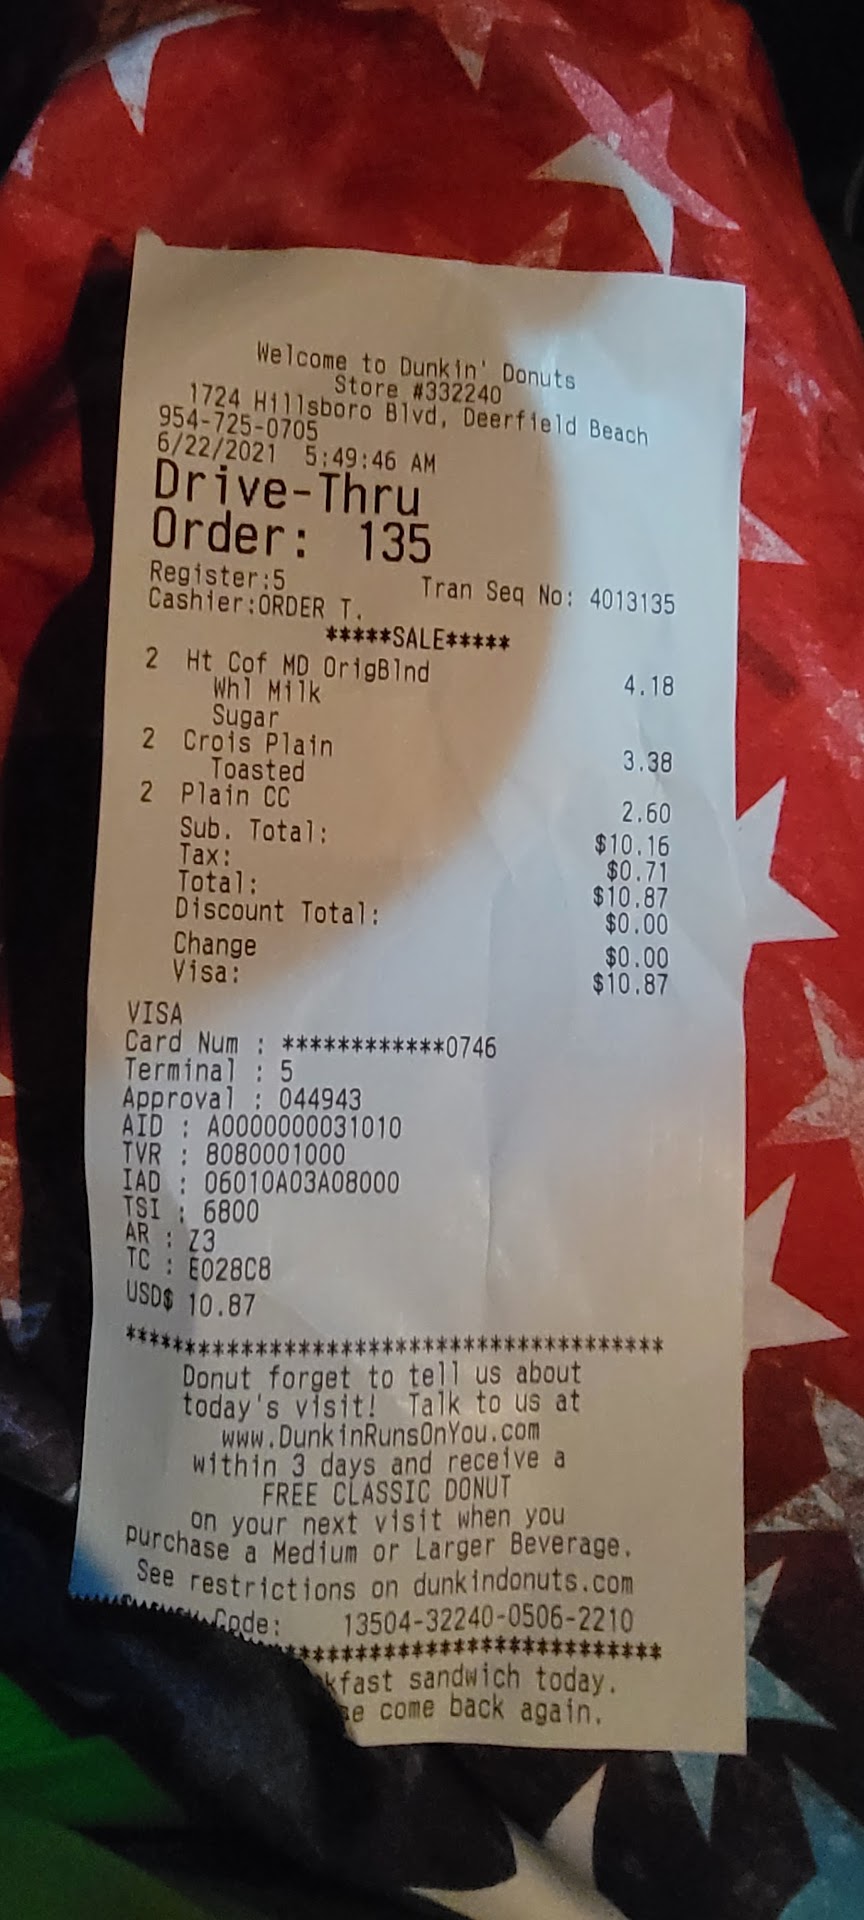 Welcome to Dunkin' Donuts
Store #332240
1724 Hillsboro Blvd, Deerfield Beach
954-725-0705
6/22/2021 5:49:46 AM
Drive-Thru
Order: 135
Register:5 Tran Seq No: 4013135
Cashier:ORDER T.
*****SALE*****
2 Ht Cof MD OrigBlnd 4.18
Whl Milk
Sugar
2 Crois Plain 3.38
Toasted
2 Plain CC 2.60
Sub. Total: $10.16
Tax: $0.71
Total: $10.87
Discount Total: $0.00
Change $0.00
Visa: $10.87
VISA
Card Num : ************0746
Terminal : 5
Approval : 044943
AID : A0000000031010
TVR : 8080001000
IAD : 06010A03A08000
TSI : 6800
AR : Z3
TC : E028C8
USD$ 10.87
****************************************
Donut forget to tell us about
today's visit! Talk to us at
www.DunkinRunsOnYou.com
within 3 days and receive a
FREE CLASSIC DONUT
on your next visit when you
purchase a Medium or Larger Beverage.
See restrictions on dunkindonuts.com
Code: 13504-32240-0506-2210
****************************
kfast sandwich today.
se come back again.